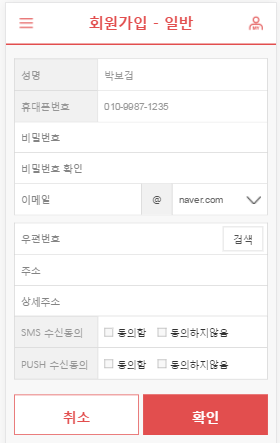 회원가입 - 일반
성명 박보검
휴대폰번호 010-9987-1235
비밀번호
비밀번호 확인
이메일 @ naver.com
우편번호 검색
주소
상세주소
SMS 수신동의 동의함 동의하지않음
PUSH 수신동의 동의함 동의하지않음
취소 확인